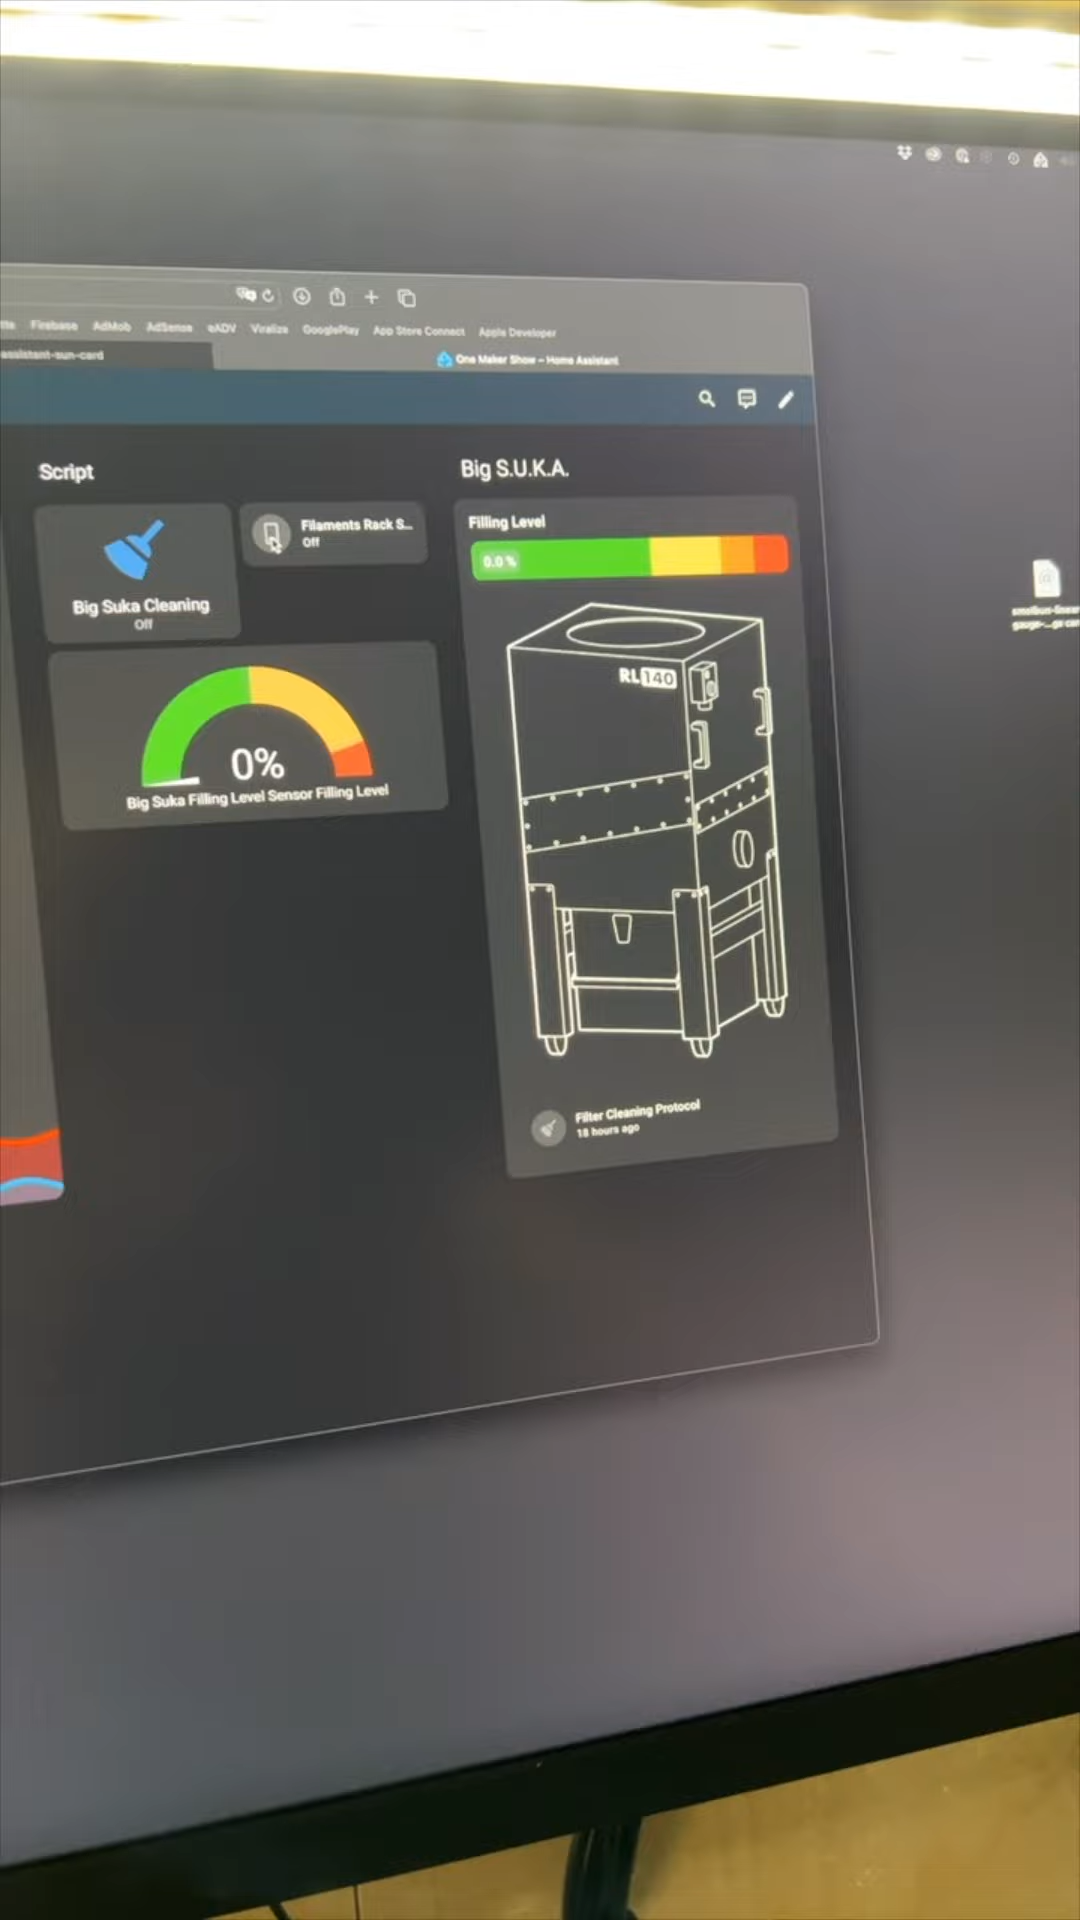 Firebase AdMob AdSense eADV Viralize GooglePlay App Store Connect Apple Developer
assistant-sun-card
One Maker Show – Home Assistant
Script
Big Suka Cleaning
Off
Filaments Rack S...
Off
0%
Big Suka Filling Level Sensor Filling Level
Big S.U.K.A.
Filling Level
0.0 %
RL140
Filter Cleaning Protocol
18 hours ago